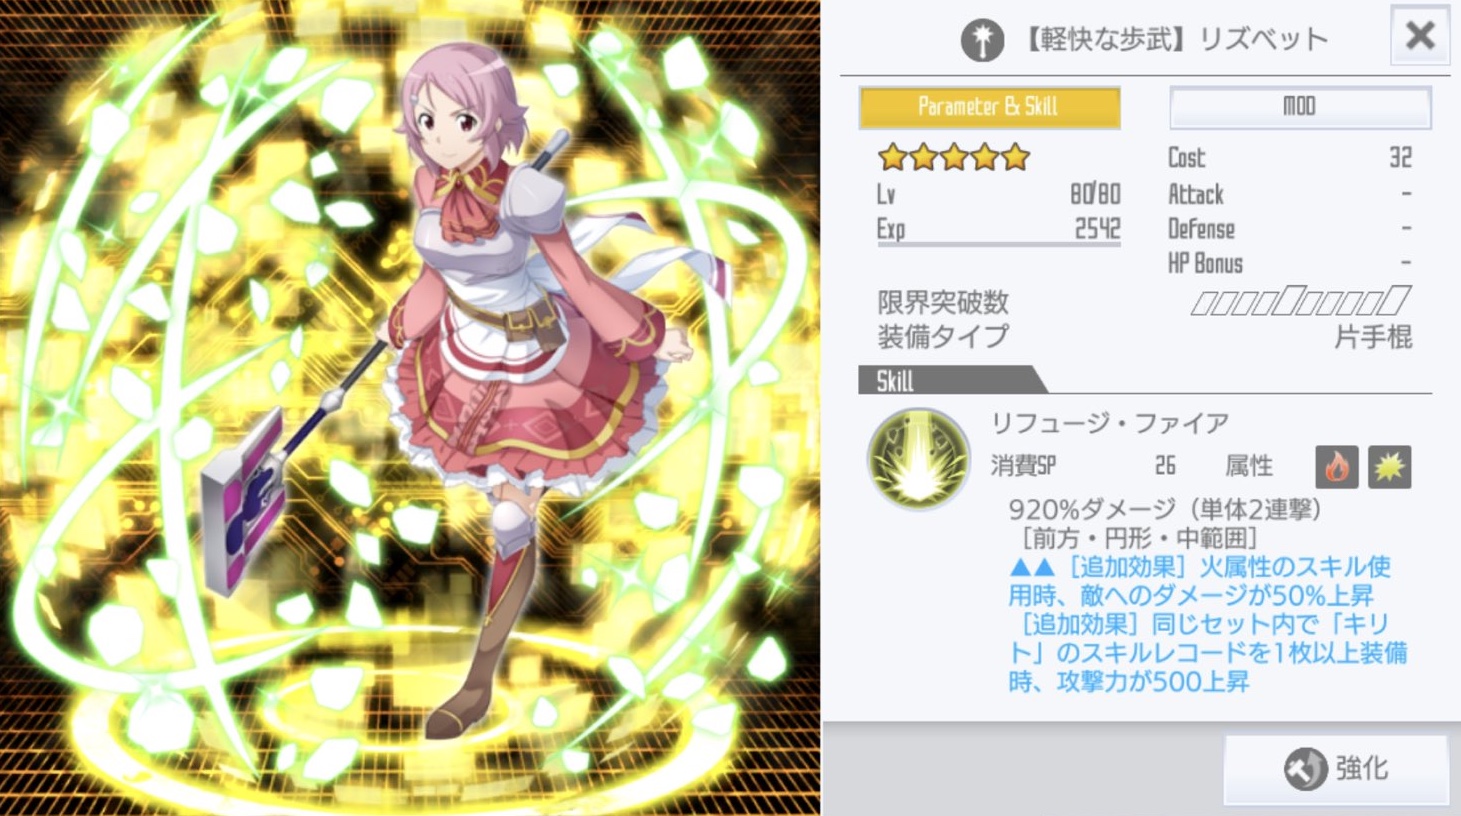 【軽快な歩武】リズベット
Parameter & Skill
MOD
Lv 80/80
Exp 2542
Cost 32
Attack -
Defense -
HP Bonus -
限界突破数
装備タイプ 片手棍
Skill
リフュージ・ファイア
消費SP 26 属性
920%ダメージ（単体2連撃）
［前方・円形・中範囲］
▲▲［追加効果］火属性のスキル使
用時、敵へのダメージが50%上昇
［追加効果］同じセット内で「キリ
ト」のスキルレコードを1枚以上装備
時、攻撃力が500上昇
強化